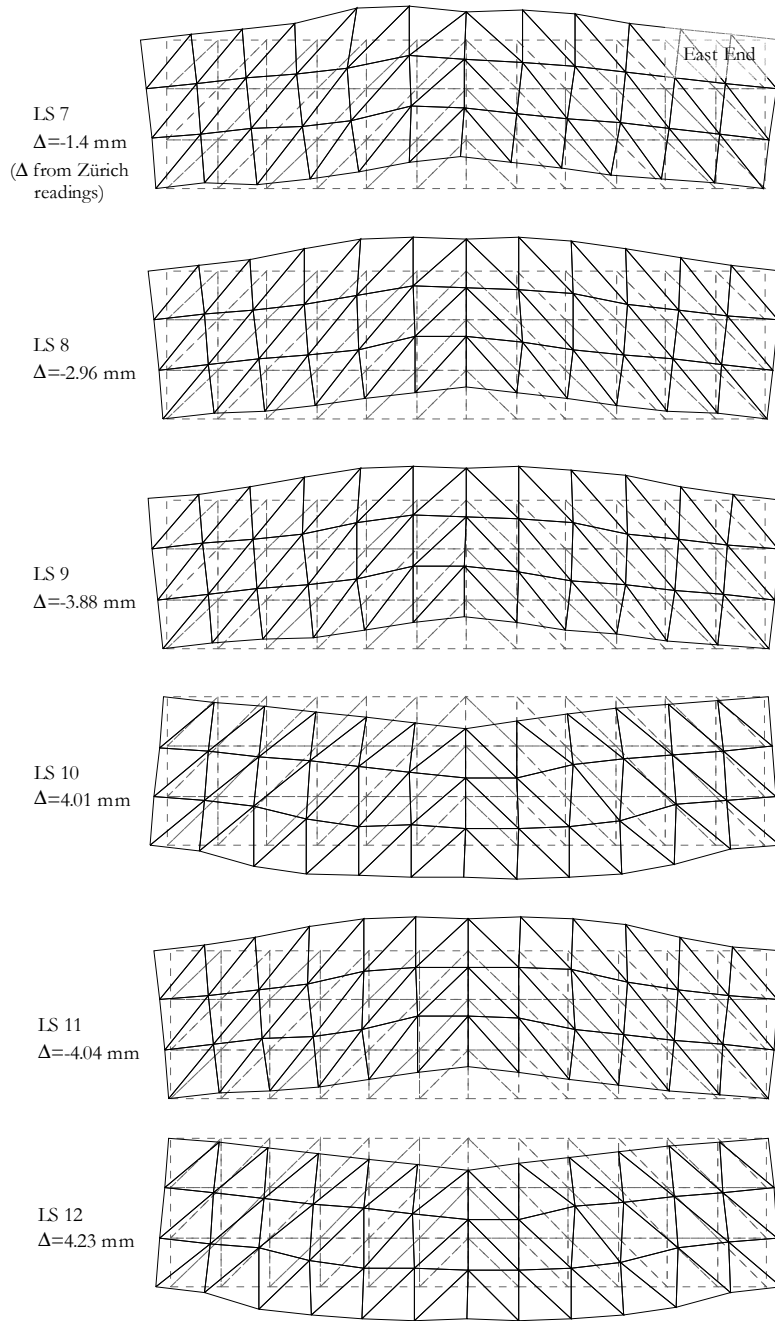 East End
LS 7
Δ=-1.4 mm
(Δ from Zürich
readings)
LS 8
Δ=-2.96 mm
LS 9
Δ=-3.88 mm
LS 10
Δ=4.01 mm
LS 11
Δ=-4.04 mm
LS 12
Δ=4.23 mm